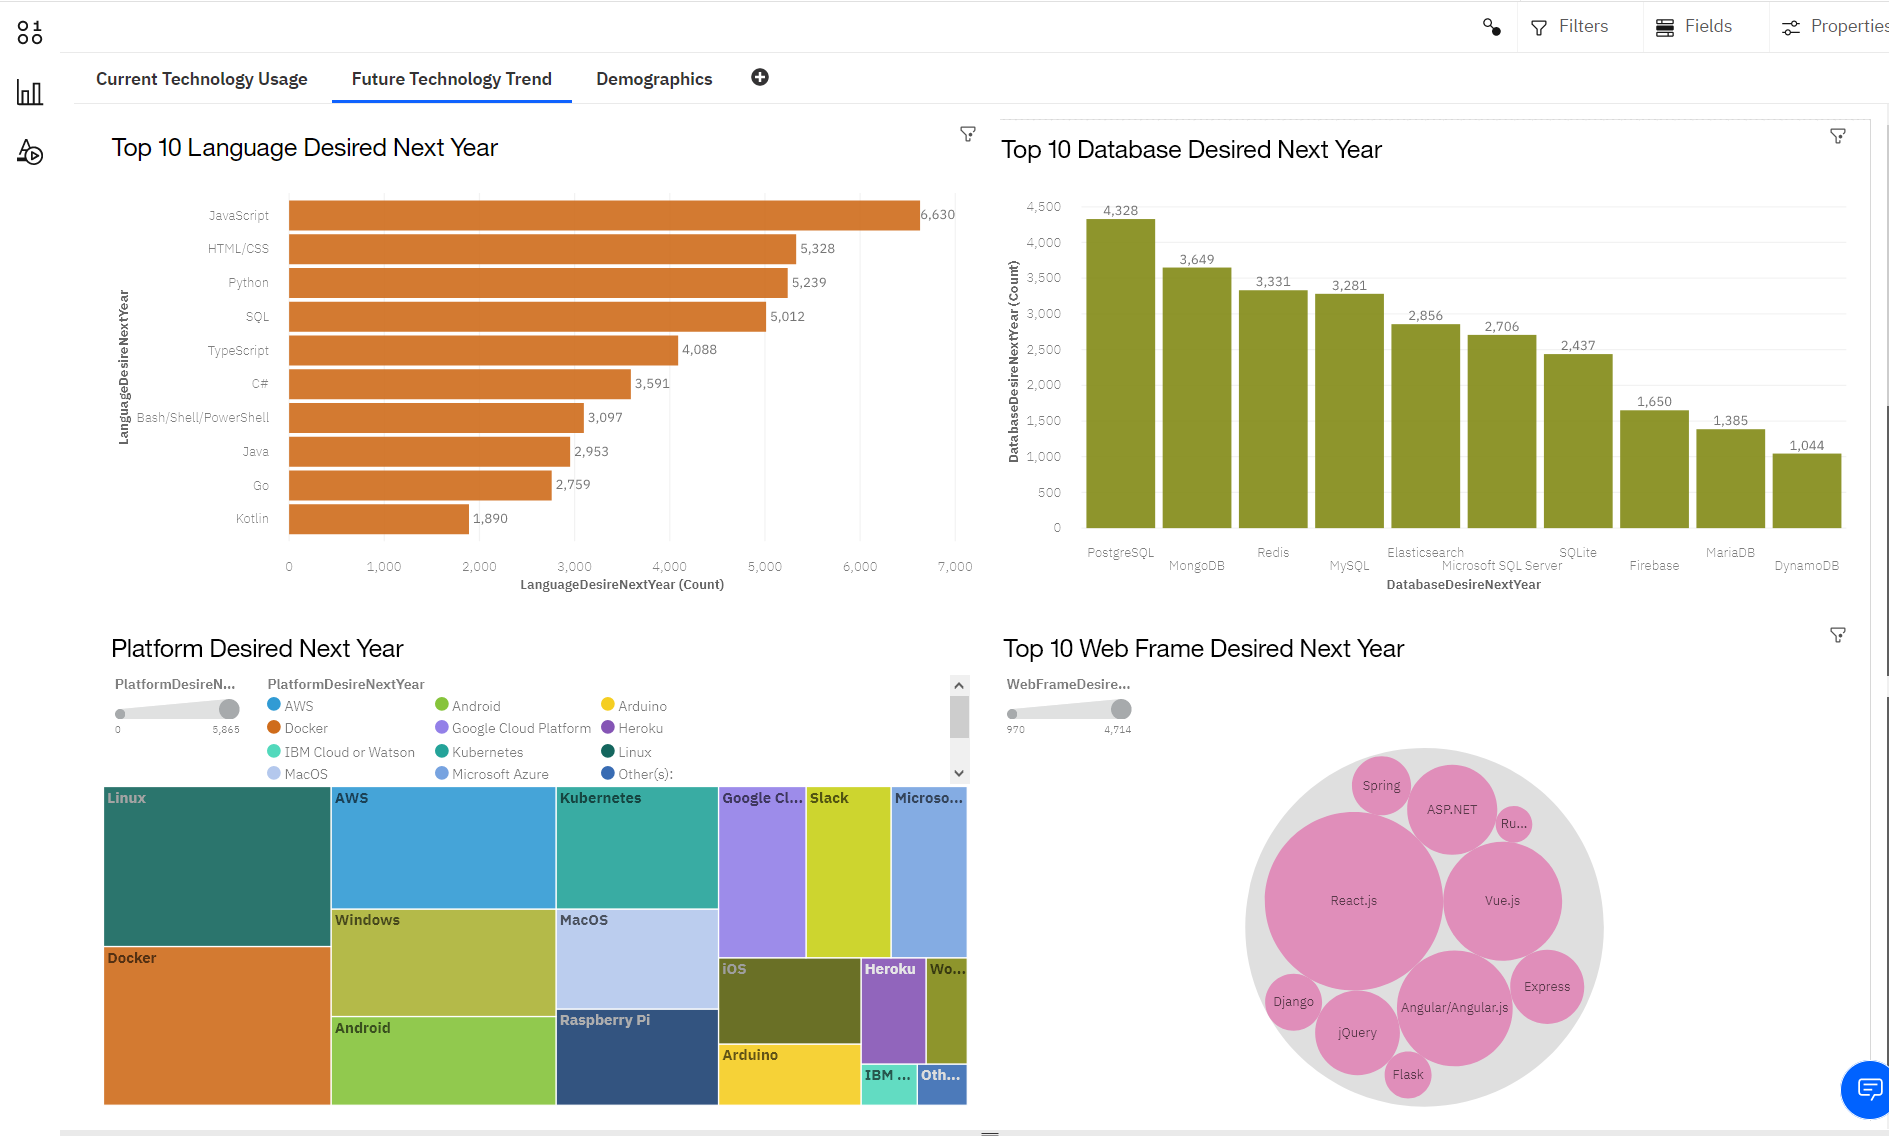 Filters
Fields
Properties
Current Technology Usage
Future Technology Trend
Demographics
Top 10 Language Desired Next Year
LanguageDesireNextYear
JavaScript 6,630
HTML/CSS 5,328
Python 5,239
SQL 5,012
TypeScript 4,088
C# 3,591
Bash/Shell/PowerShell 3,097
Java 2,953
Go 2,759
Kotlin 1,890
0 1,000 2,000 3,000 4,000 5,000 6,000 7,000
LanguageDesireNextYear (Count)
Top 10 Database Desired Next Year
DatabaseDesireNextYear (Count)
4,500
4,000
3,500
3,000
2,500
2,000
1,500
1,000
500
0
4,328
3,649
3,331
3,281
2,856
2,706
2,437
1,650
1,385
1,044
PostgreSQL
MongoDB
Redis
MySQL
Elasticsearch
Microsoft SQL Server
SQLite
Firebase
MariaDB
DynamoDB
DatabaseDesireNextYear
Platform Desired Next Year
PlatformDesireN...
0 5,865
PlatformDesireNextYear
AWS Android Arduino
Docker Google Cloud Platform Heroku
IBM Cloud or Watson Kubernetes Linux
MacOS Microsoft Azure Other(s):
Linux
Docker
AWS
Windows
Android
Kubernetes
MacOS
Raspberry Pi
Google Cl...
Slack
Microso...
iOS
Arduino
Heroku
Wo...
IBM ...
Oth...
Top 10 Web Frame Desired Next Year
WebFrameDesire...
970 4,714
Spring
ASP.NET
Ru...
React.js
Vue.js
Express
Django
Angular/Angular.js
jQuery
Flask